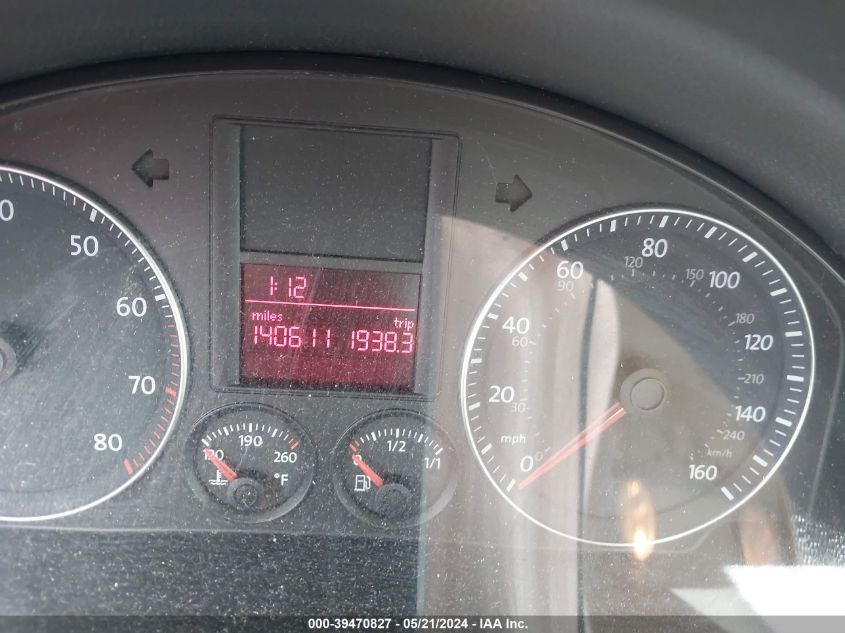 1:12
miles trip
140611 1938.3
50
60
70
80
130 190 260
°F
0 1/2 1/1
0 20 40 60 80 100 120 140 160
mph
30 60 90 120 150 180 210 240
km/h
000-39470827 - 05/21/2024 - IAA Inc.